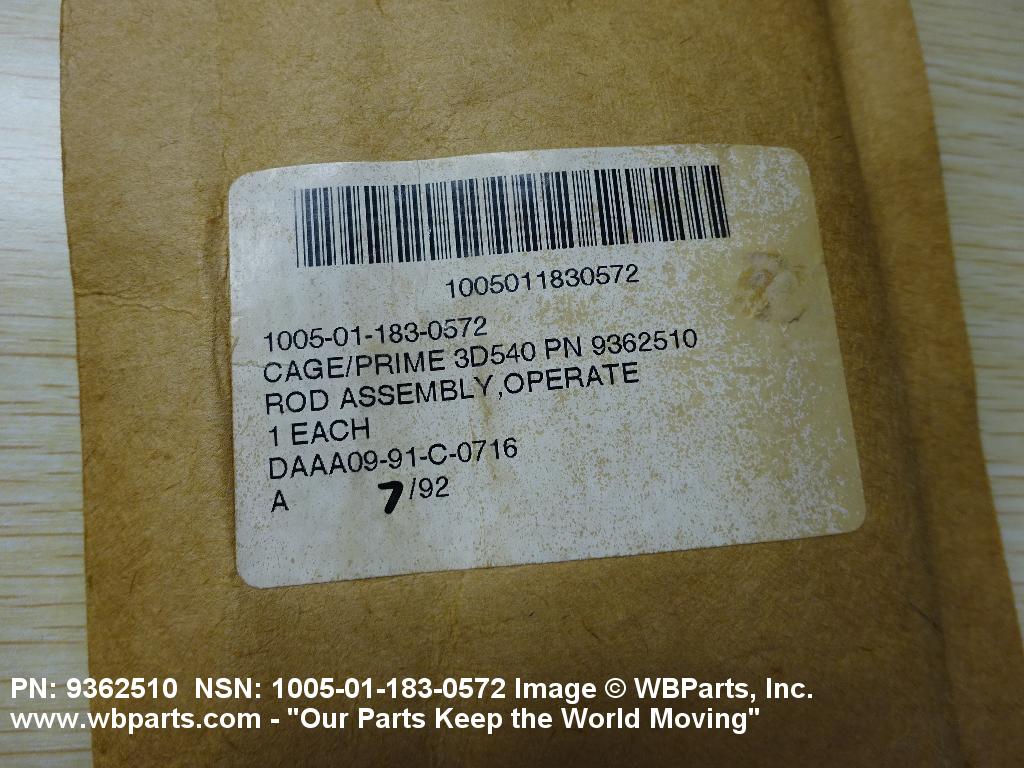 1005011830572
1005-01-183-0572
CAGE/PRIME 3D540 PN 9362510
ROD ASSEMBLY,OPERATE
1 EACH
DAAA09-91-C-0716
A 7/92
PN: 9362510 NSN: 1005-01-183-0572 Image © WBParts, Inc.
www.wbparts.com - "Our Parts Keep the World Moving"